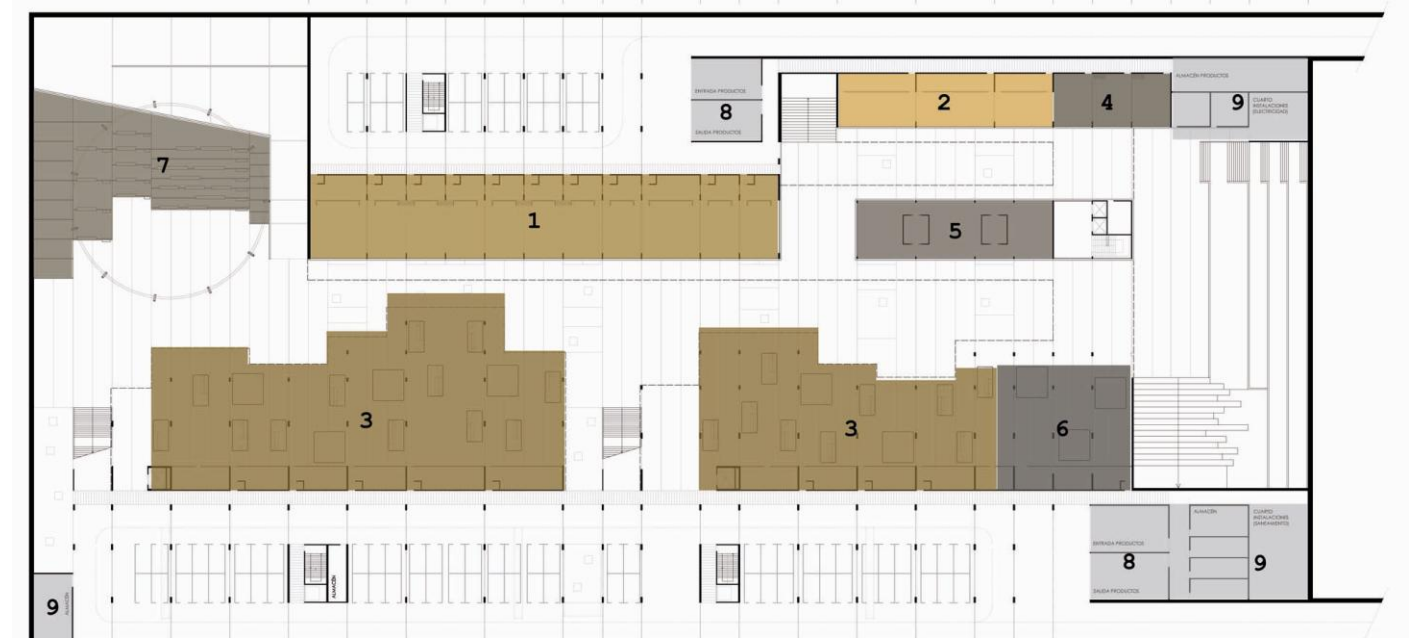 ENTRADA PRODUCTOS
8
SALIDA PRODUCTOS
2
4
ALMACÉN PRODUCTOS
9
CUARTO
INSTALACIONES
(ELECTRICIDAD)
7
1
5
3
3
6
ALMACÉN
ENTRADA PRODUCTOS
8
SALIDA PRODUCTOS
ALMACÉN
CUARTO
INSTALACIONES
(SANEAMIENTO)
9
9
ALMACÉN